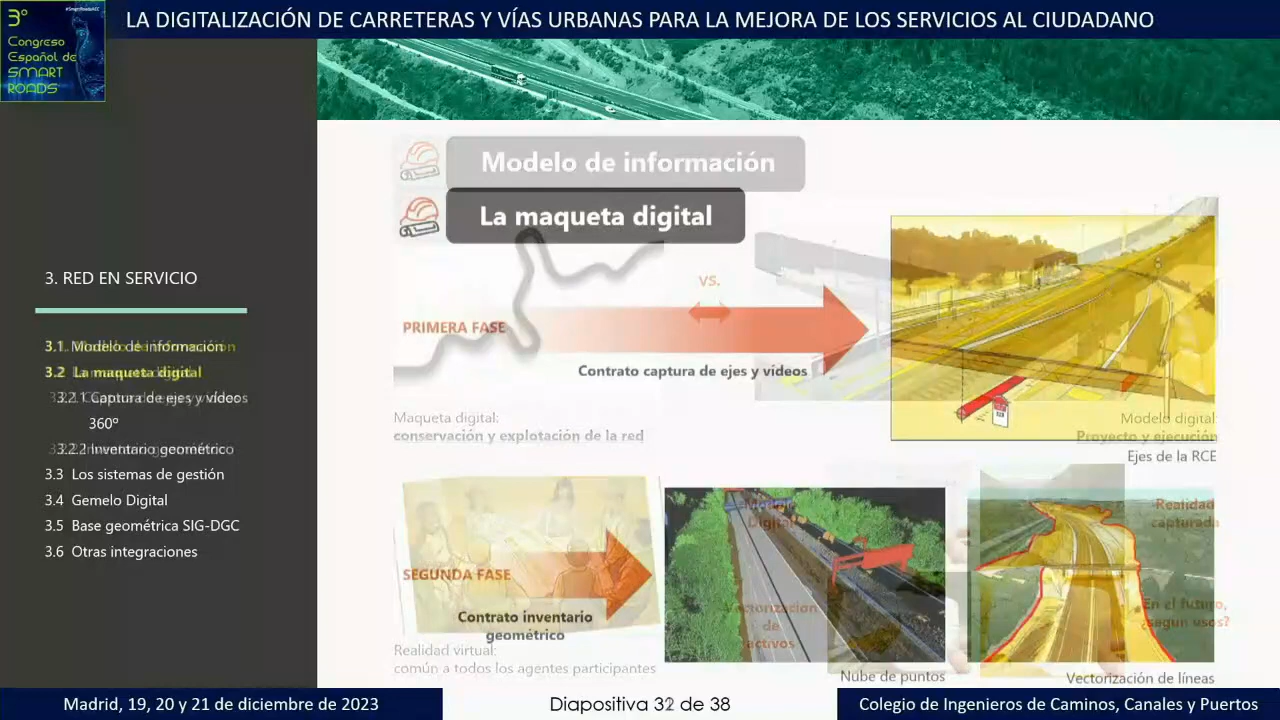 LA DIGITALIZACIÓN DE CARRETERAS Y VÍAS URBANAS PARA LA MEJORA DE LOS SERVICIOS AL CIUDADANO
3º
#SmartRoadsACC
Congreso
Español de
SMART
ROADS
Modelo de información
La maqueta digital
3. RED EN SERVICIO
3.1 Modelo de información
3.2 La maqueta digital
3.2.1 Captura de ejes y vídeos
360º
3.2.2 Inventario geométrico
3.3 Los sistemas de gestión
3.4 Gemelo Digital
3.5 Base geométrica SIG-DGC
3.6 Otras integraciones
VS.
PRIMERA FASE
Contrato captura de ejes y vídeos
Maqueta digital:
conservación y explotación de la red
Modelo digital:
Proyecto y ejecución
Ejes de la RCE
Modelo
Digital
Realidad
capturada
SEGUNDA FASE
Contrato inventario
geométrico
Vectorización
de
activos
En el futuro,
¿según usos?
Realidad virtual:
común a todos los agentes participantes
Nube de puntos
Vectorización de líneas
Madrid, 19, 20 y 21 de diciembre de 2023
Diapositiva 32 de 38
Colegio de Ingenieros de Caminos, Canales y Puertos